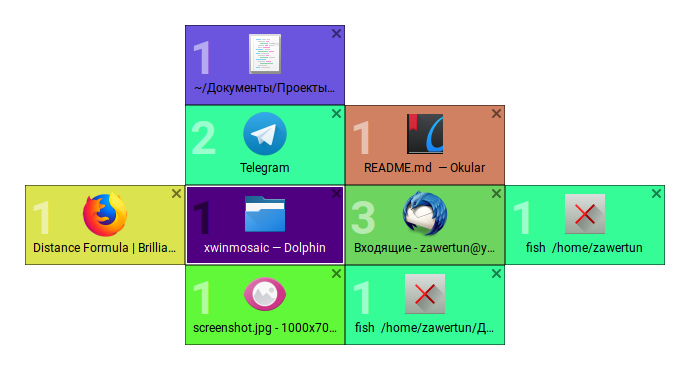 1
~/Документы/Проекты...
2
Telegram
1
README.md — Okular
1
Distance Formula | Brillia...
1
xwinmosaic — Dolphin
3
Входящие - zawertun@y...
1
fish /home/zawertun
1
screenshot.jpg - 1000x70...
1
fish /home/zawertun/Д...